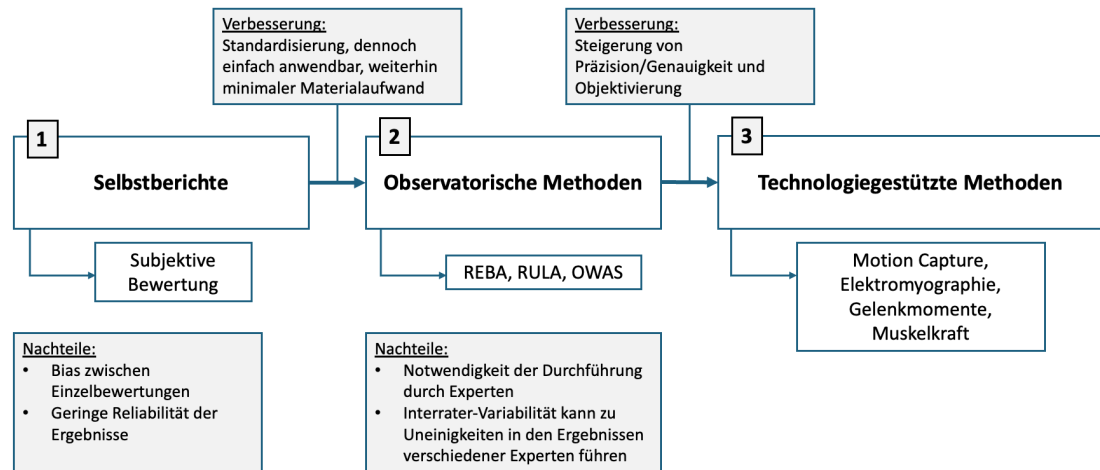 Verbesserung:
Standardisierung, dennoch
einfach anwendbar, weiterhin
minimaler Materialaufwand
Verbesserung:
Steigerung von
Präzision/Genauigkeit und
Objektivierung
1
Selbstberichte
2
Observatorische Methoden
3
Technologiegestützte Methoden
Subjektive
Bewertung
REBA, RULA, OWAS
Motion Capture,
Elektromyographie,
Gelenkmomente,
Muskelkraft
Nachteile:
• Bias zwischen
Einzelbewertungen
• Geringe Reliabilität der
Ergebnisse
Nachteile:
• Notwendigkeit der Durchführung
durch Experten
• Interrater-Variabilität kann zu
Uneinigkeiten in den Ergebnissen
verschiedener Experten führen